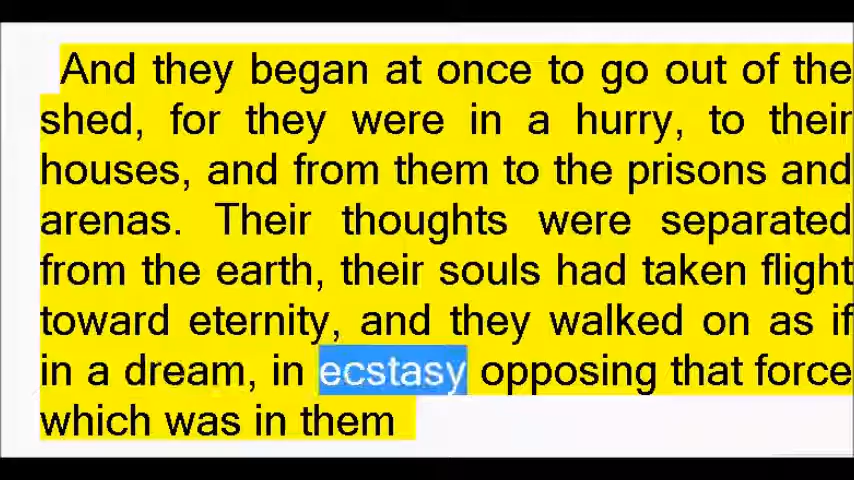 And they began at once to go out of the
shed, for they were in a hurry, to their
houses, and from them to the prisons and
arenas. Their thoughts were separated
from the earth, their souls had taken flight
toward eternity, and they walked on as if
in a dream, in ecstasy opposing that force
which was in them